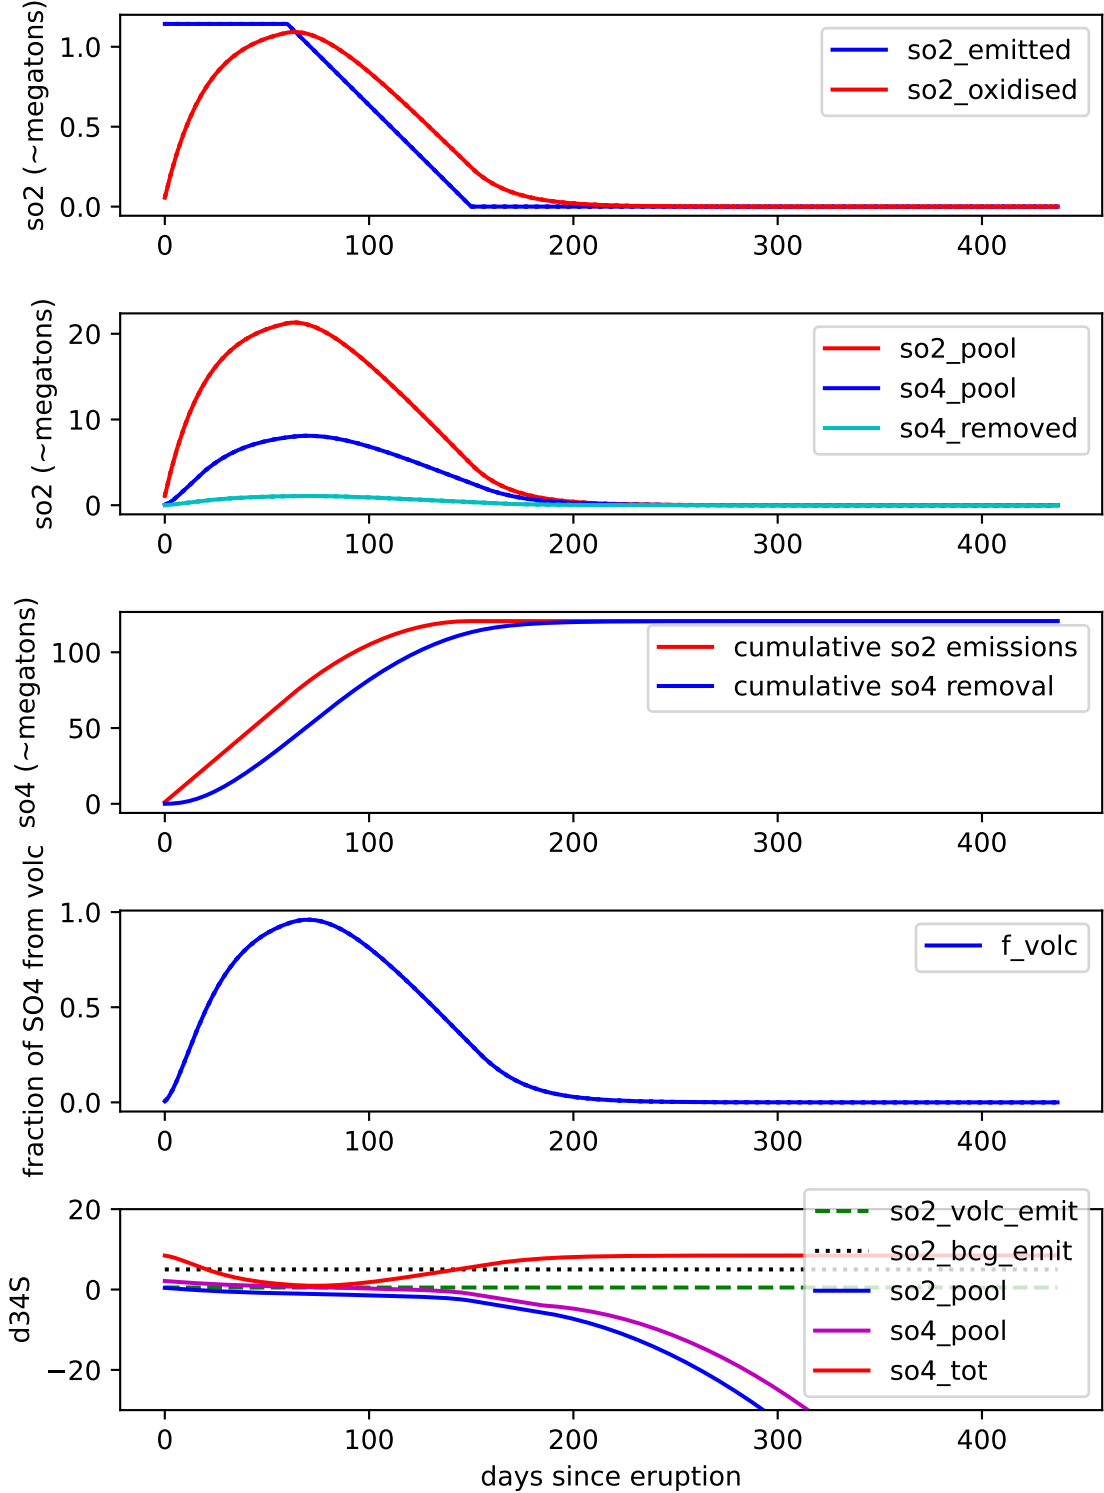 so2 (~megatons)
1.0
0.5
0.0
so2_emitted
so2_oxidised
0 100 200 300 400
so2 (~megatons)
20
10
0
so2_pool
so4_pool
so4_removed
0 100 200 300 400
so4 (~megatons)
100
50
0
cumulative so2 emissions
cumulative so4 removal
0 100 200 300 400
fraction of SO4 from volc
1.0
0.5
0.0
f_volc
0 100 200 300 400
d34S
20
0
−20
so2_volc_emit
so2_bcg_emit
so2_pool
so4_pool
so4_tot
0 100 200 300 400
days since eruption